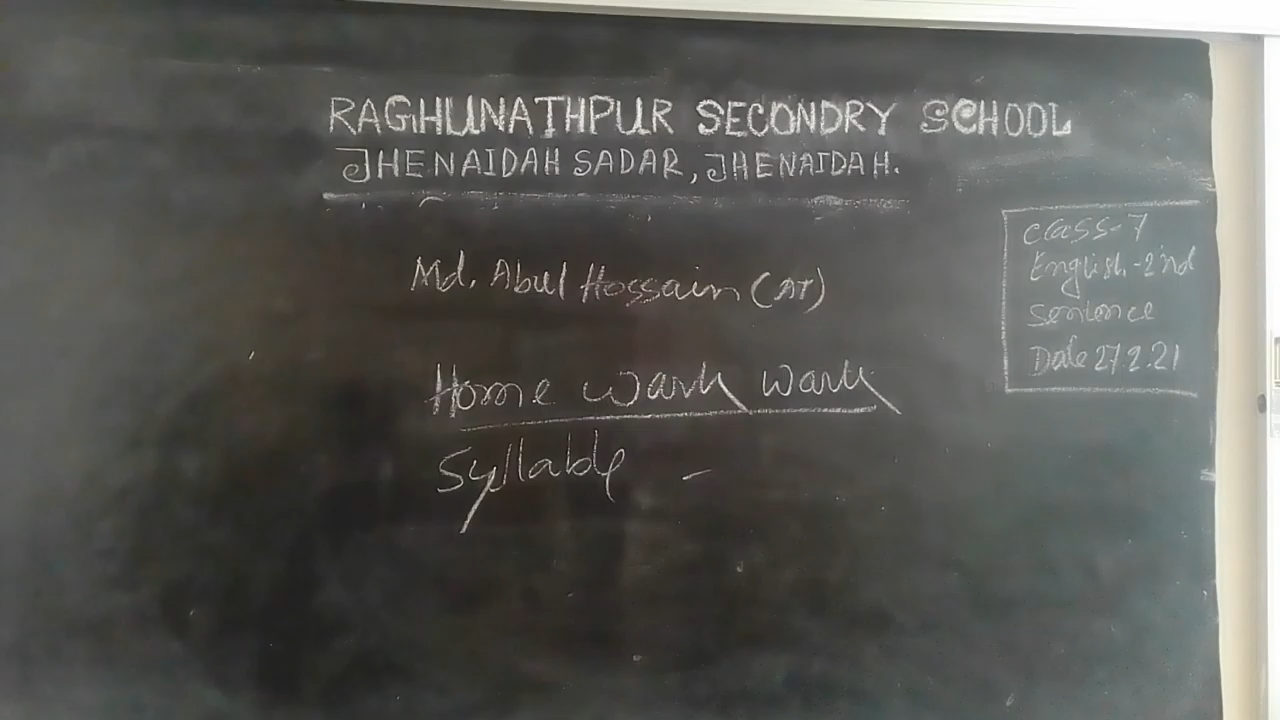 RAGHUNATHPUR SECONDRY SCHOOL
JHENAIDAH SADAR, JHENAIDAH.
Md. Abul Hossain (AT)
Home wark wark
Syllable -
Class-7
English-2nd
Sentence
Date 27.2.21